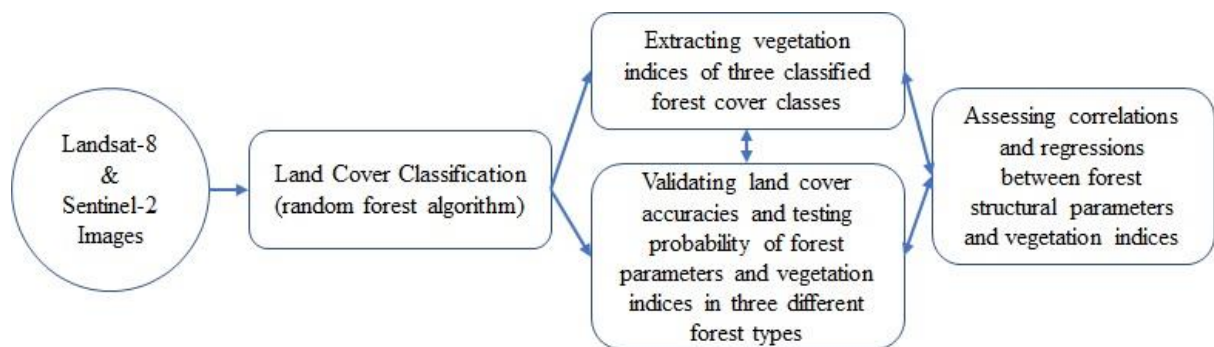 Landsat-8
&
Sentinel-2
Images
Land Cover Classification
(random forest algorithm)
Extracting vegetation
indices of three classified
forest cover classes
Validating land cover
accuracies and testing
probability of forest
parameters and vegetation
indices in three different
forest types
Assessing correlations
and regressions
between forest
structural parameters
and vegetation indices